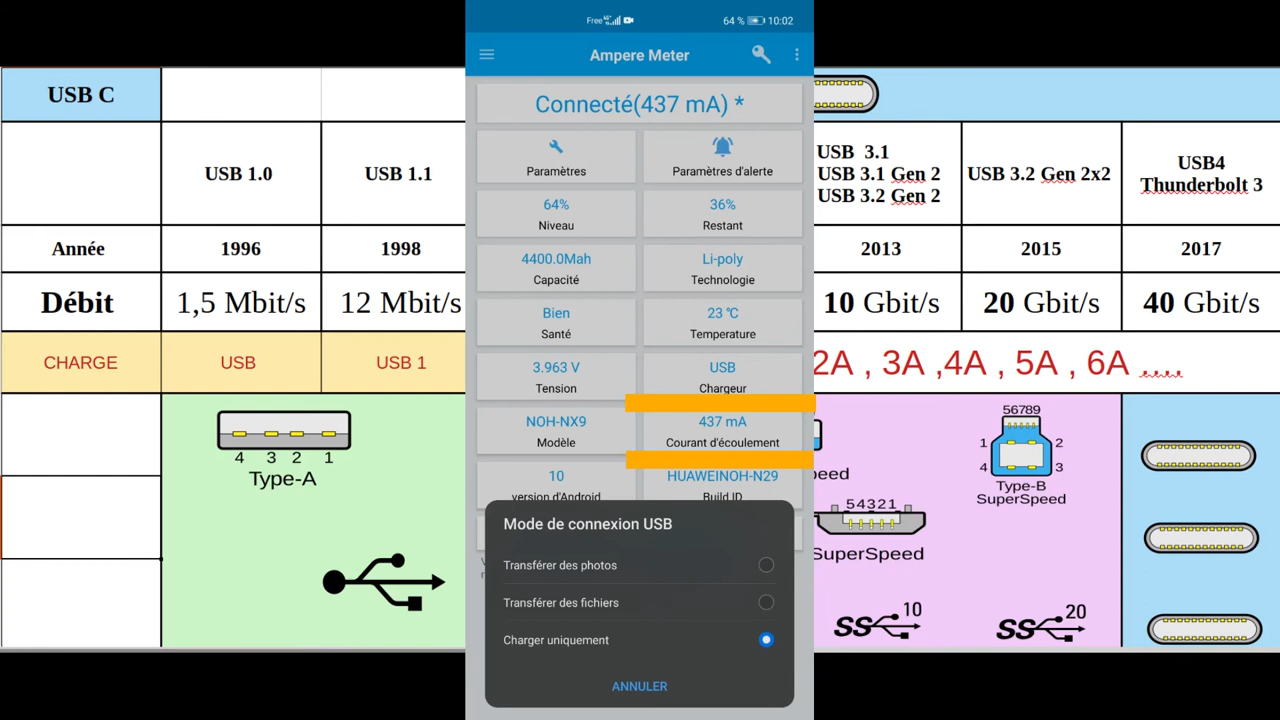 Free 4G
64 % 10:02
Ampere Meter
Connecté(437 mA) *
Paramètres
Paramètres d'alerte
64%
Niveau
36%
Restant
4400.0Mah
Capacité
Li-poly
Technologie
Bien
Santé
23 °C
Temperature
3.963 V
Tension
USB
Chargeur
NOH-NX9
Modèle
437 mA
Courant d'écoulement
10
version d'Android
HUAWEINOH-N29
Build ID
Mode de connexion USB
Transférer des photos
Transférer des fichiers
Charger uniquement
ANNULER
USB C
USB 1.0
USB 1.1
Année
1996
1998
Débit
1,5 Mbit/s
12 Mbit/s
CHARGE
USB
USB 1
4 3 2 1
Type-A
USB 3.1
USB 3.1 Gen 2
USB 3.2 Gen 2
USB 3.2 Gen 2x2
USB4
Thunderbolt 3
2013
2015
2017
10 Gbit/s
20 Gbit/s
40 Gbit/s
2A , 3A ,4A , 5A , 6A ....
56789
1 2
4 3
Type-B
SuperSpeed
eed
54321
SuperSpeed
SS 10
SS 20